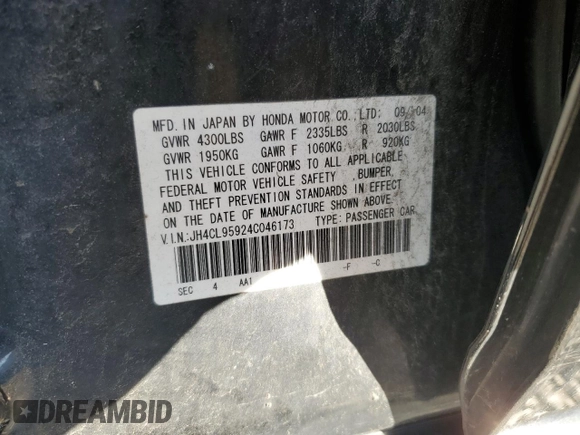 MFD. IN JAPAN BY HONDA MOTOR CO.,LTD: 09/04
GVWR 4300LBS GAWR F 2335LBS R 2030LBS
GVWR 1950KG GAWR F 1060KG R 920KG
THIS VEHICLE CONFORMS TO ALL APPLICABLE
FEDERAL MOTOR VEHICLE SAFETY ,BUMPER,
AND THEFT PREVENTION STANDARDS IN EFFECT
ON THE DATE OF MANUFACTURE SHOWN ABOVE.
V.I.N.:JH4CL95924C046173 TYPE: PASSENGER CAR
SEC 4 AA1 -F -C
DREAMBID